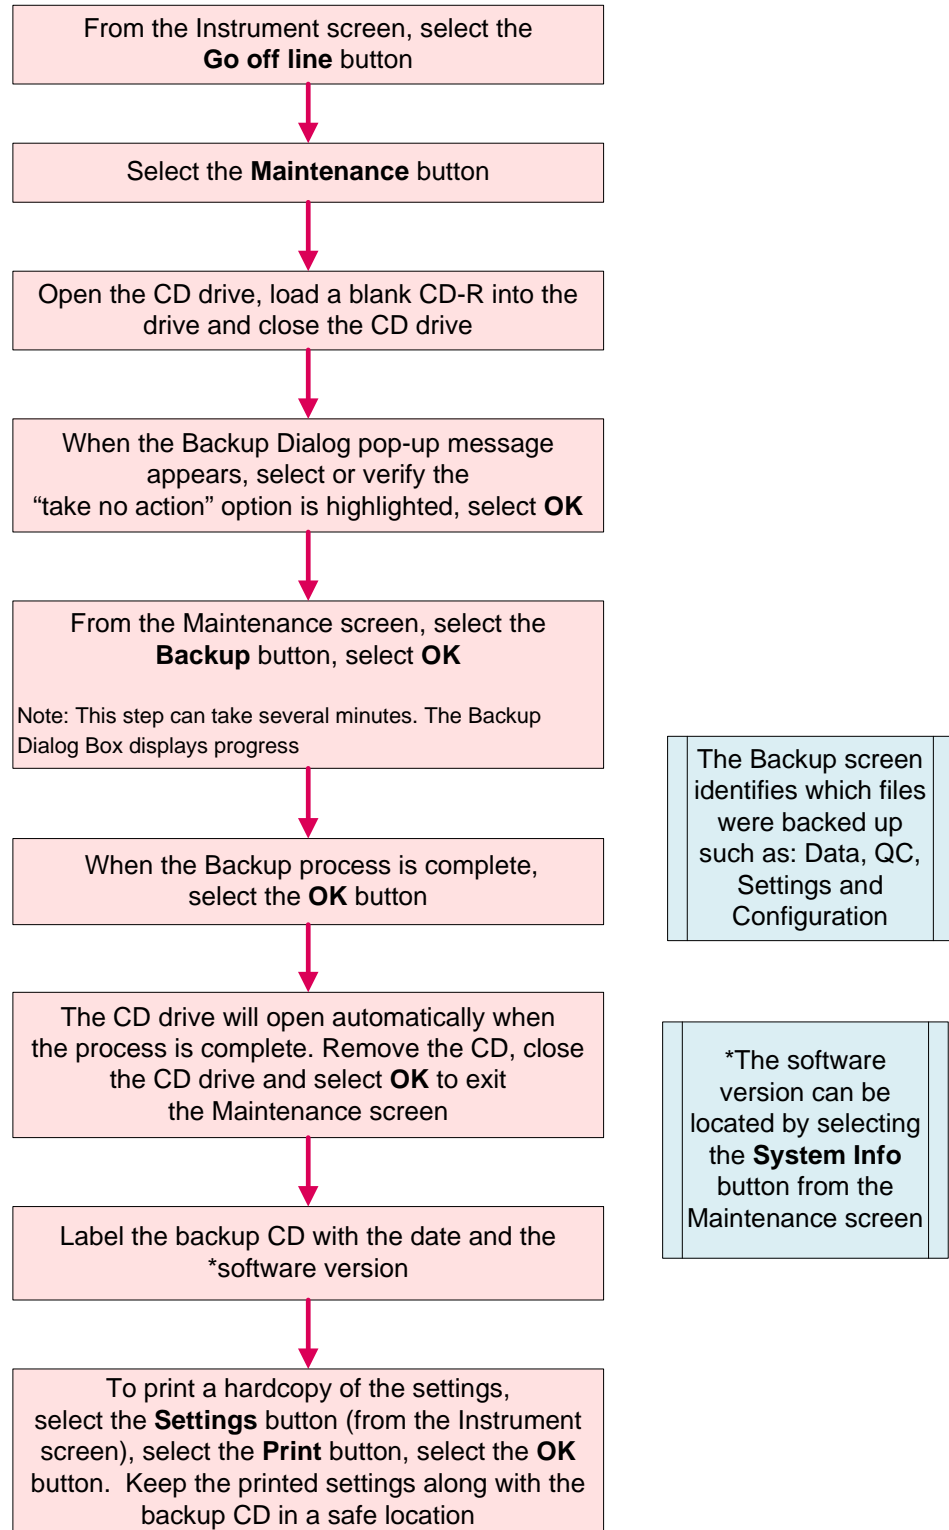 From the Instrument screen, select the
Go off line button
Select the Maintenance button
Open the CD drive, load a blank CD-R into the
drive and close the CD drive
When the Backup Dialog pop-up message
appears, select or verify the
“take no action” option is highlighted, select OK
From the Maintenance screen, select the
Backup button, select OK
Note: This step can take several minutes. The Backup
Dialog Box displays progress
When the Backup process is complete,
select the OK button
The CD drive will open automatically when
the process is complete. Remove the CD, close
the CD drive and select OK to exit
the Maintenance screen
Label the backup CD with the date and the
*software version
To print a hardcopy of the settings,
select the Settings button (from the Instrument
screen), select the Print button, select the OK
button.  Keep the printed settings along with the
backup CD in a safe location
The Backup screen
identifies which files
were backed up
such as: Data, QC,
Settings and
Configuration
*The software
version can be
located by selecting
the System Info
button from the
Maintenance screen